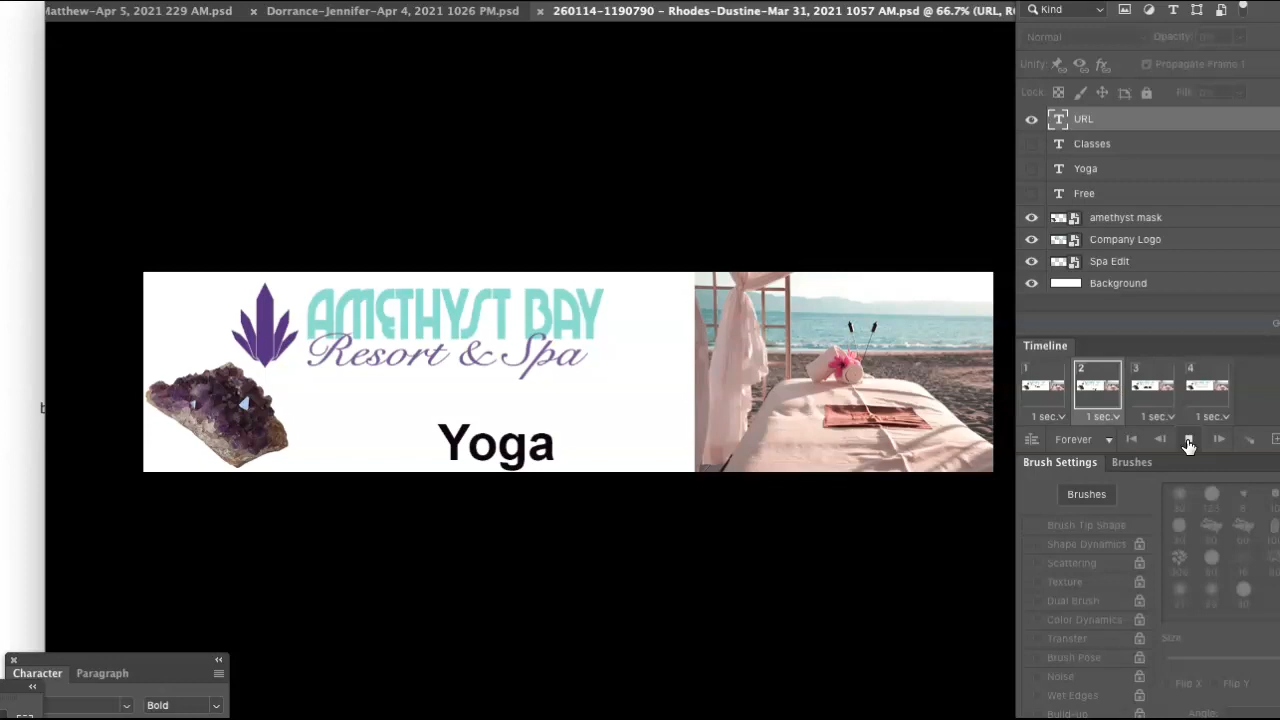 Matthew-Apr 5, 2021 229 AM.psd
Dorrance-Jennifer-Apr 4, 2021 1026 PM.psd
260114-1190790 - Rhodes-Dustine-Mar 31, 2021 1057 AM.psd @ 66.7% (URL, R
Kind
Normal
Opacity:
Unify:
Propagate Frame 1
Lock:
Fill:
URL
Classes
Yoga
Free
amethyst mask
Company Logo
Spa Edit
Background
AMETHYST BAY
Resort & Spa
Yoga
Timeline
1 2 3 4
1 sec. 1 sec. 1 sec. 1 sec.
Forever
Brush Settings Brushes
Brushes
Brush Tip Shape
Shape Dynamics
Scattering
Texture
Dual Brush
Color Dynamics
Transfer
Brush Pose
Noise
Wet Edges
Build-up
Size
Flip X Flip Y
Angle:
Character Paragraph
Bold